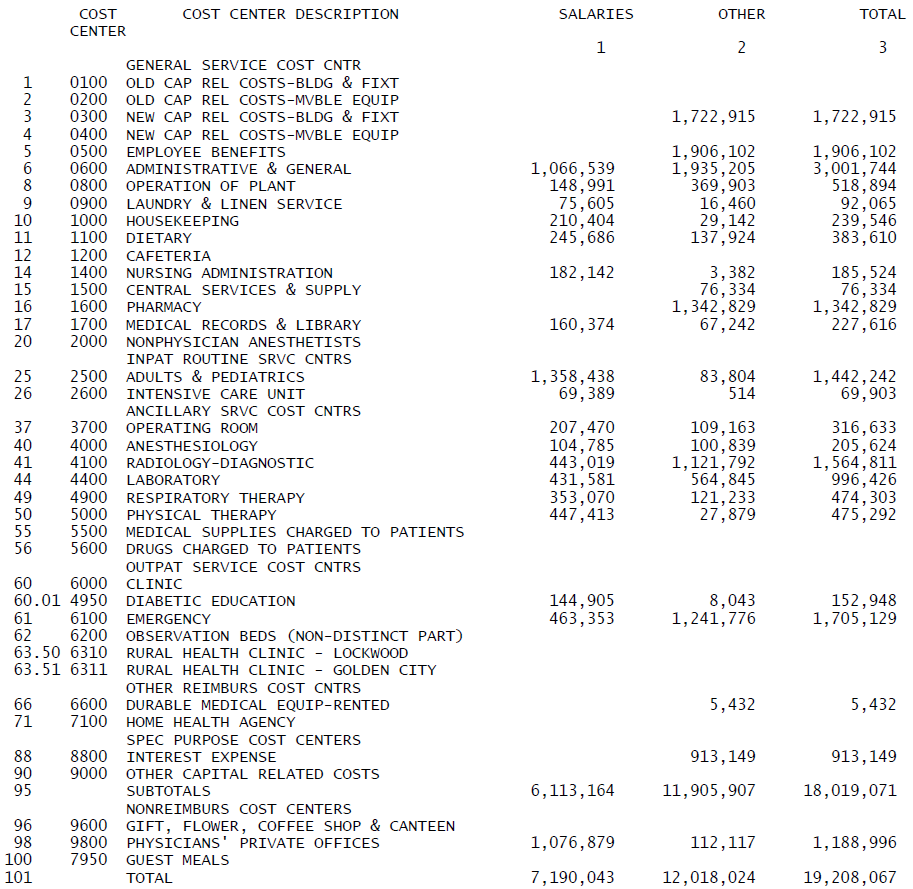 COST COST CENTER DESCRIPTION SALARIES OTHER TOTAL
CENTER
1 2 3
GENERAL SERVICE COST CNTR
1 0100 OLD CAP REL COSTS-BLDG & FIXT
2 0200 OLD CAP REL COSTS-MVBLE EQUIP
3 0300 NEW CAP REL COSTS-BLDG & FIXT 1,722,915 1,722,915
4 0400 NEW CAP REL COSTS-MVBLE EQUIP
5 0500 EMPLOYEE BENEFITS 1,906,102 1,906,102
6 0600 ADMINISTRATIVE & GENERAL 1,066,539 1,935,205 3,001,744
8 0800 OPERATION OF PLANT 148,991 369,903 518,894
9 0900 LAUNDRY & LINEN SERVICE 75,605 16,460 92,065
10 1000 HOUSEKEEPING 210,404 29,142 239,546
11 1100 DIETARY 245,686 137,924 383,610
12 1200 CAFETERIA
14 1400 NURSING ADMINISTRATION 182,142 3,382 185,524
15 1500 CENTRAL SERVICES & SUPPLY 76,334 76,334
16 1600 PHARMACY 1,342,829 1,342,829
17 1700 MEDICAL RECORDS & LIBRARY 160,374 67,242 227,616
20 2000 NONPHYSICIAN ANESTHETISTS
INPAT ROUTINE SRVC CNTRS
25 2500 ADULTS & PEDIATRICS 1,358,438 83,804 1,442,242
26 2600 INTENSIVE CARE UNIT 69,389 514 69,903
ANCILLARY SRVC COST CNTRS
37 3700 OPERATING ROOM 207,470 109,163 316,633
40 4000 ANESTHESIOLOGY 104,785 100,839 205,624
41 4100 RADIOLOGY-DIAGNOSTIC 443,019 1,121,792 1,564,811
44 4400 LABORATORY 431,581 564,845 996,426
49 4900 RESPIRATORY THERAPY 353,070 121,233 474,303
50 5000 PHYSICAL THERAPY 447,413 27,879 475,292
55 5500 MEDICAL SUPPLIES CHARGED TO PATIENTS
56 5600 DRUGS CHARGED TO PATIENTS
OUTPAT SERVICE COST CNTRS
60 6000 CLINIC
60.01 4950 DIABETIC EDUCATION 144,905 8,043 152,948
61 6100 EMERGENCY 463,353 1,241,776 1,705,129
62 6200 OBSERVATION BEDS (NON-DISTINCT PART)
63.50 6310 RURAL HEALTH CLINIC - LOCKWOOD
63.51 6311 RURAL HEALTH CLINIC - GOLDEN CITY
OTHER REIMBURS COST CNTRS
66 6600 DURABLE MEDICAL EQUIP-RENTED 5,432 5,432
71 7100 HOME HEALTH AGENCY
SPEC PURPOSE COST CENTERS
88 8800 INTEREST EXPENSE 913,149 913,149
90 9000 OTHER CAPITAL RELATED COSTS
95 SUBTOTALS 6,113,164 11,905,907 18,019,071
NONREIMBURS COST CENTERS
96 9600 GIFT, FLOWER, COFFEE SHOP & CANTEEN
98 9800 PHYSICIANS' PRIVATE OFFICES 1,076,879 112,117 1,188,996
100 7950 GUEST MEALS
101 TOTAL 7,190,043 12,018,024 19,208,067